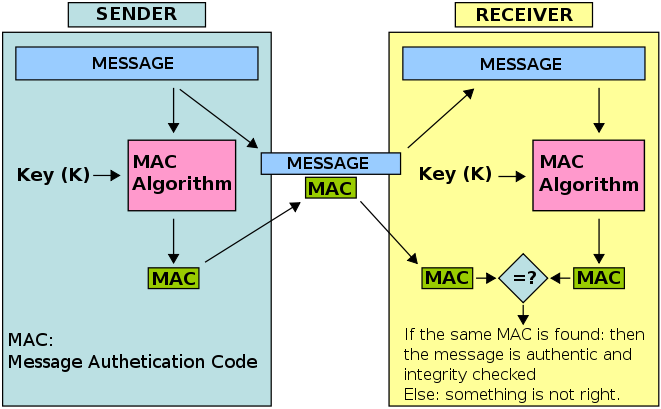 SENDER
MESSAGE
Key (K)
MAC
Algorithm
MAC
MAC:
Message Authetication Code
MESSAGE
MAC
RECEIVER
MESSAGE
Key (K)
MAC
Algorithm
MAC
=?
MAC
If the same MAC is found: then
the message is authentic and
integrity checked
Else: something is not right.